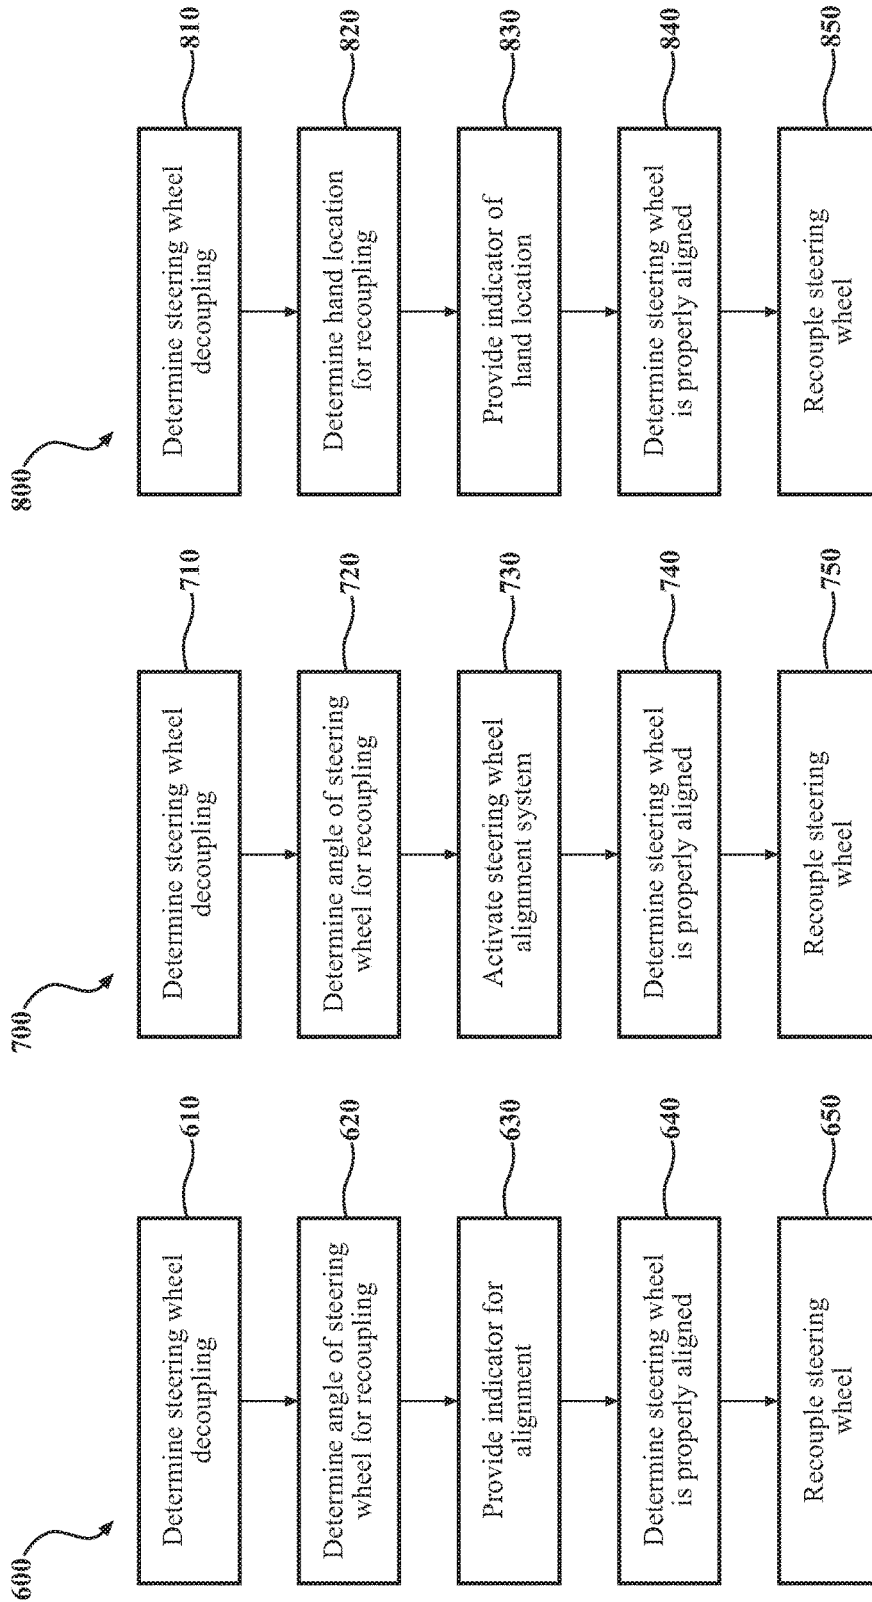 600
Determine steering wheel
decoupling
610
Determine angle of steering
wheel for recoupling
620
Provide indicator for
alignment
630
Determine steering wheel
is properly aligned
640
Recouple steering
wheel
650
700
Determine steering wheel
decoupling
710
Determine angle of steering
wheel for recoupling
720
Activate steering wheel
alignment system
730
Determine steering wheel
is properly aligned
740
Recouple steering
wheel
750
800
Determine steering wheel
decoupling
810
Determine hand location
for recoupling
820
Provide indicator of
hand location
830
Determine steering wheel
is properly aligned
840
Recouple steering
wheel
850